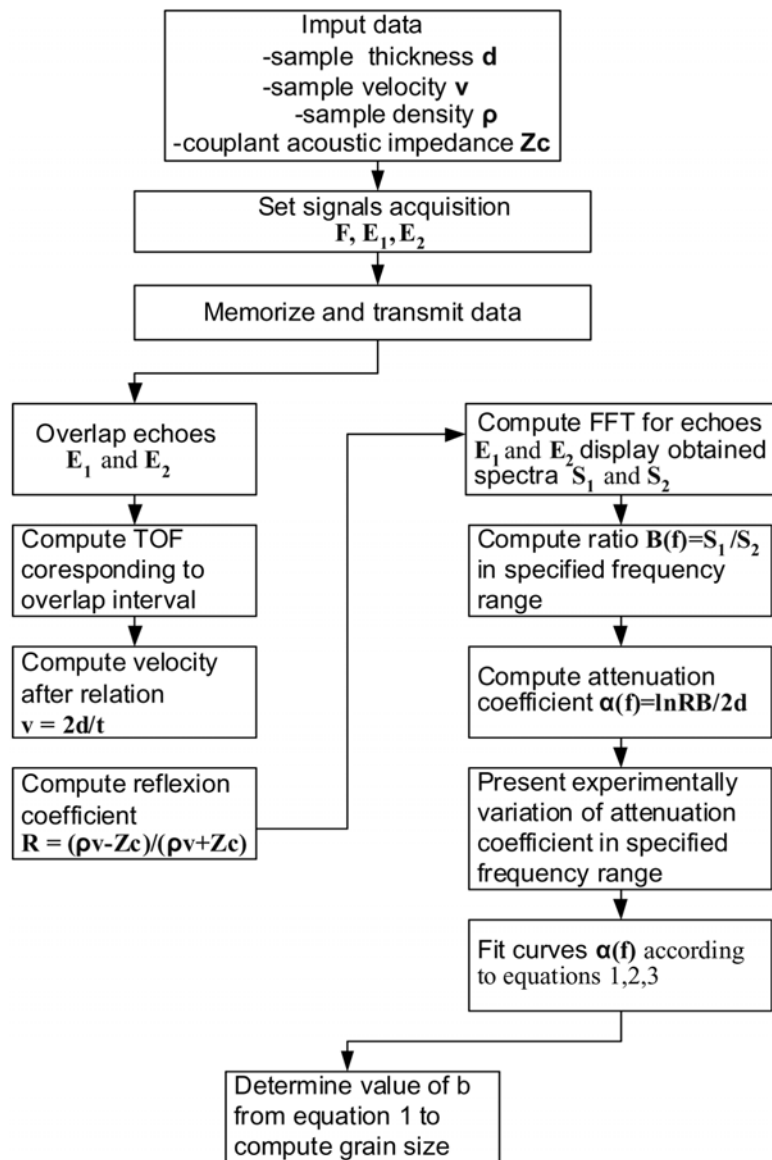 Imput data
-sample thickness d
-sample velocity v
-sample density ρ
-couplant acoustic impedance Zc
Set signals acquisition
F, E₁, E₂
Memorize and transmit data
Overlap echoes
E₁ and E₂
Compute TOF
coresponding to
overlap interval
Compute velocity
after relation
v = 2d/t
Compute reflexion
coefficient
R = (ρv-Zc)/(ρv+Zc)
Compute FFT for echoes
E₁ and E₂ display obtained
spectra S₁ and S₂
Compute ratio B(f)=S₁/S₂
in specified frequency
range
Compute attenuation
coefficient α(f)=lnRB/2d
Present experimentally
variation of attenuation
coefficient in specified
frequency range
Fit curves α(f) according
to equations 1,2,3
Determine value of b
from equation 1 to
compute grain size